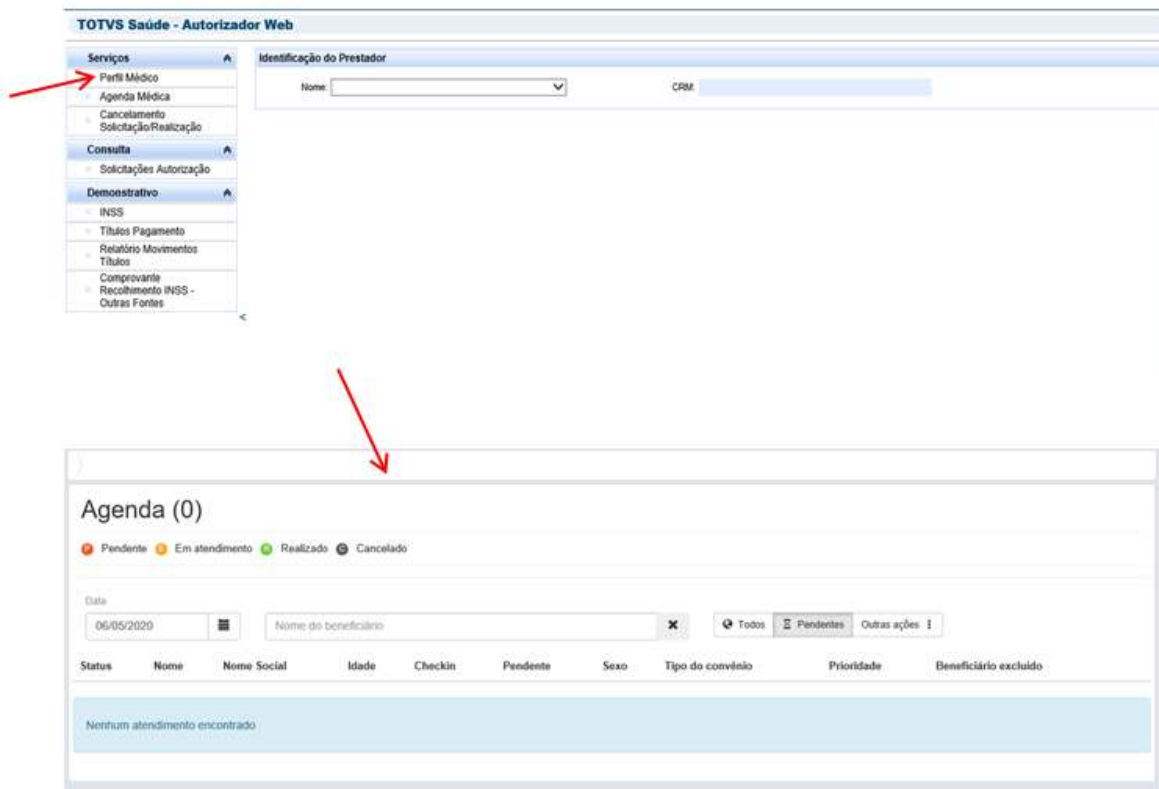 TOTVS Saúde - Autorizador Web
Serviços
Identificação do Prestador
Perfil Médico
Nome:
CRM:
Agenda Médica
Cancelamento
Solicitação/Realização
Consulta
Solicitações Autorização
Demonstrativo
INSS
Títulos Pagamento
Relatório Movimentos
Títulos
Comprovante
Recolhimento INSS -
Outras Fontes
<
Agenda (0)
P Pendente E Em atendimento R Realizado C Cancelado
Data
06/05/2020 Nome do beneficiário Todos Pendentes Outras ações
Status Nome Nome Social Idade Checkin Pendente Sexo Tipo do convênio Prioridade Beneficiário excluído
Nenhum atendimento encontrado